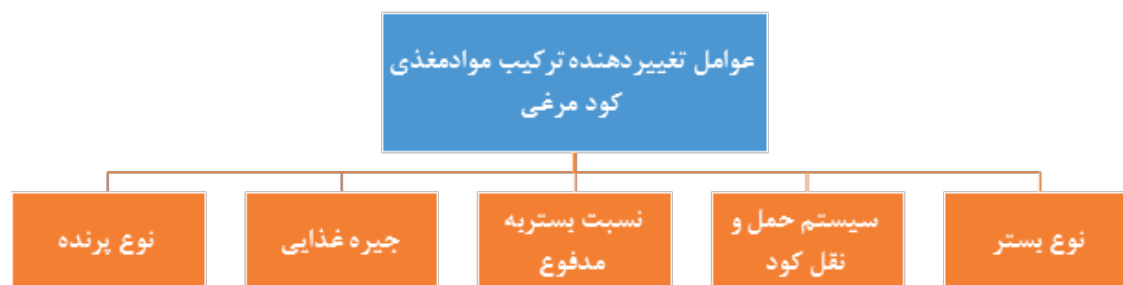 عوامل تغییردهنده ترکیب موادمغذی
کود مرغی
نوع بستر
سیستم حمل و
نقل کود
نسبت بستربه
مدفوع
جیره غذایی
نوع پرنده